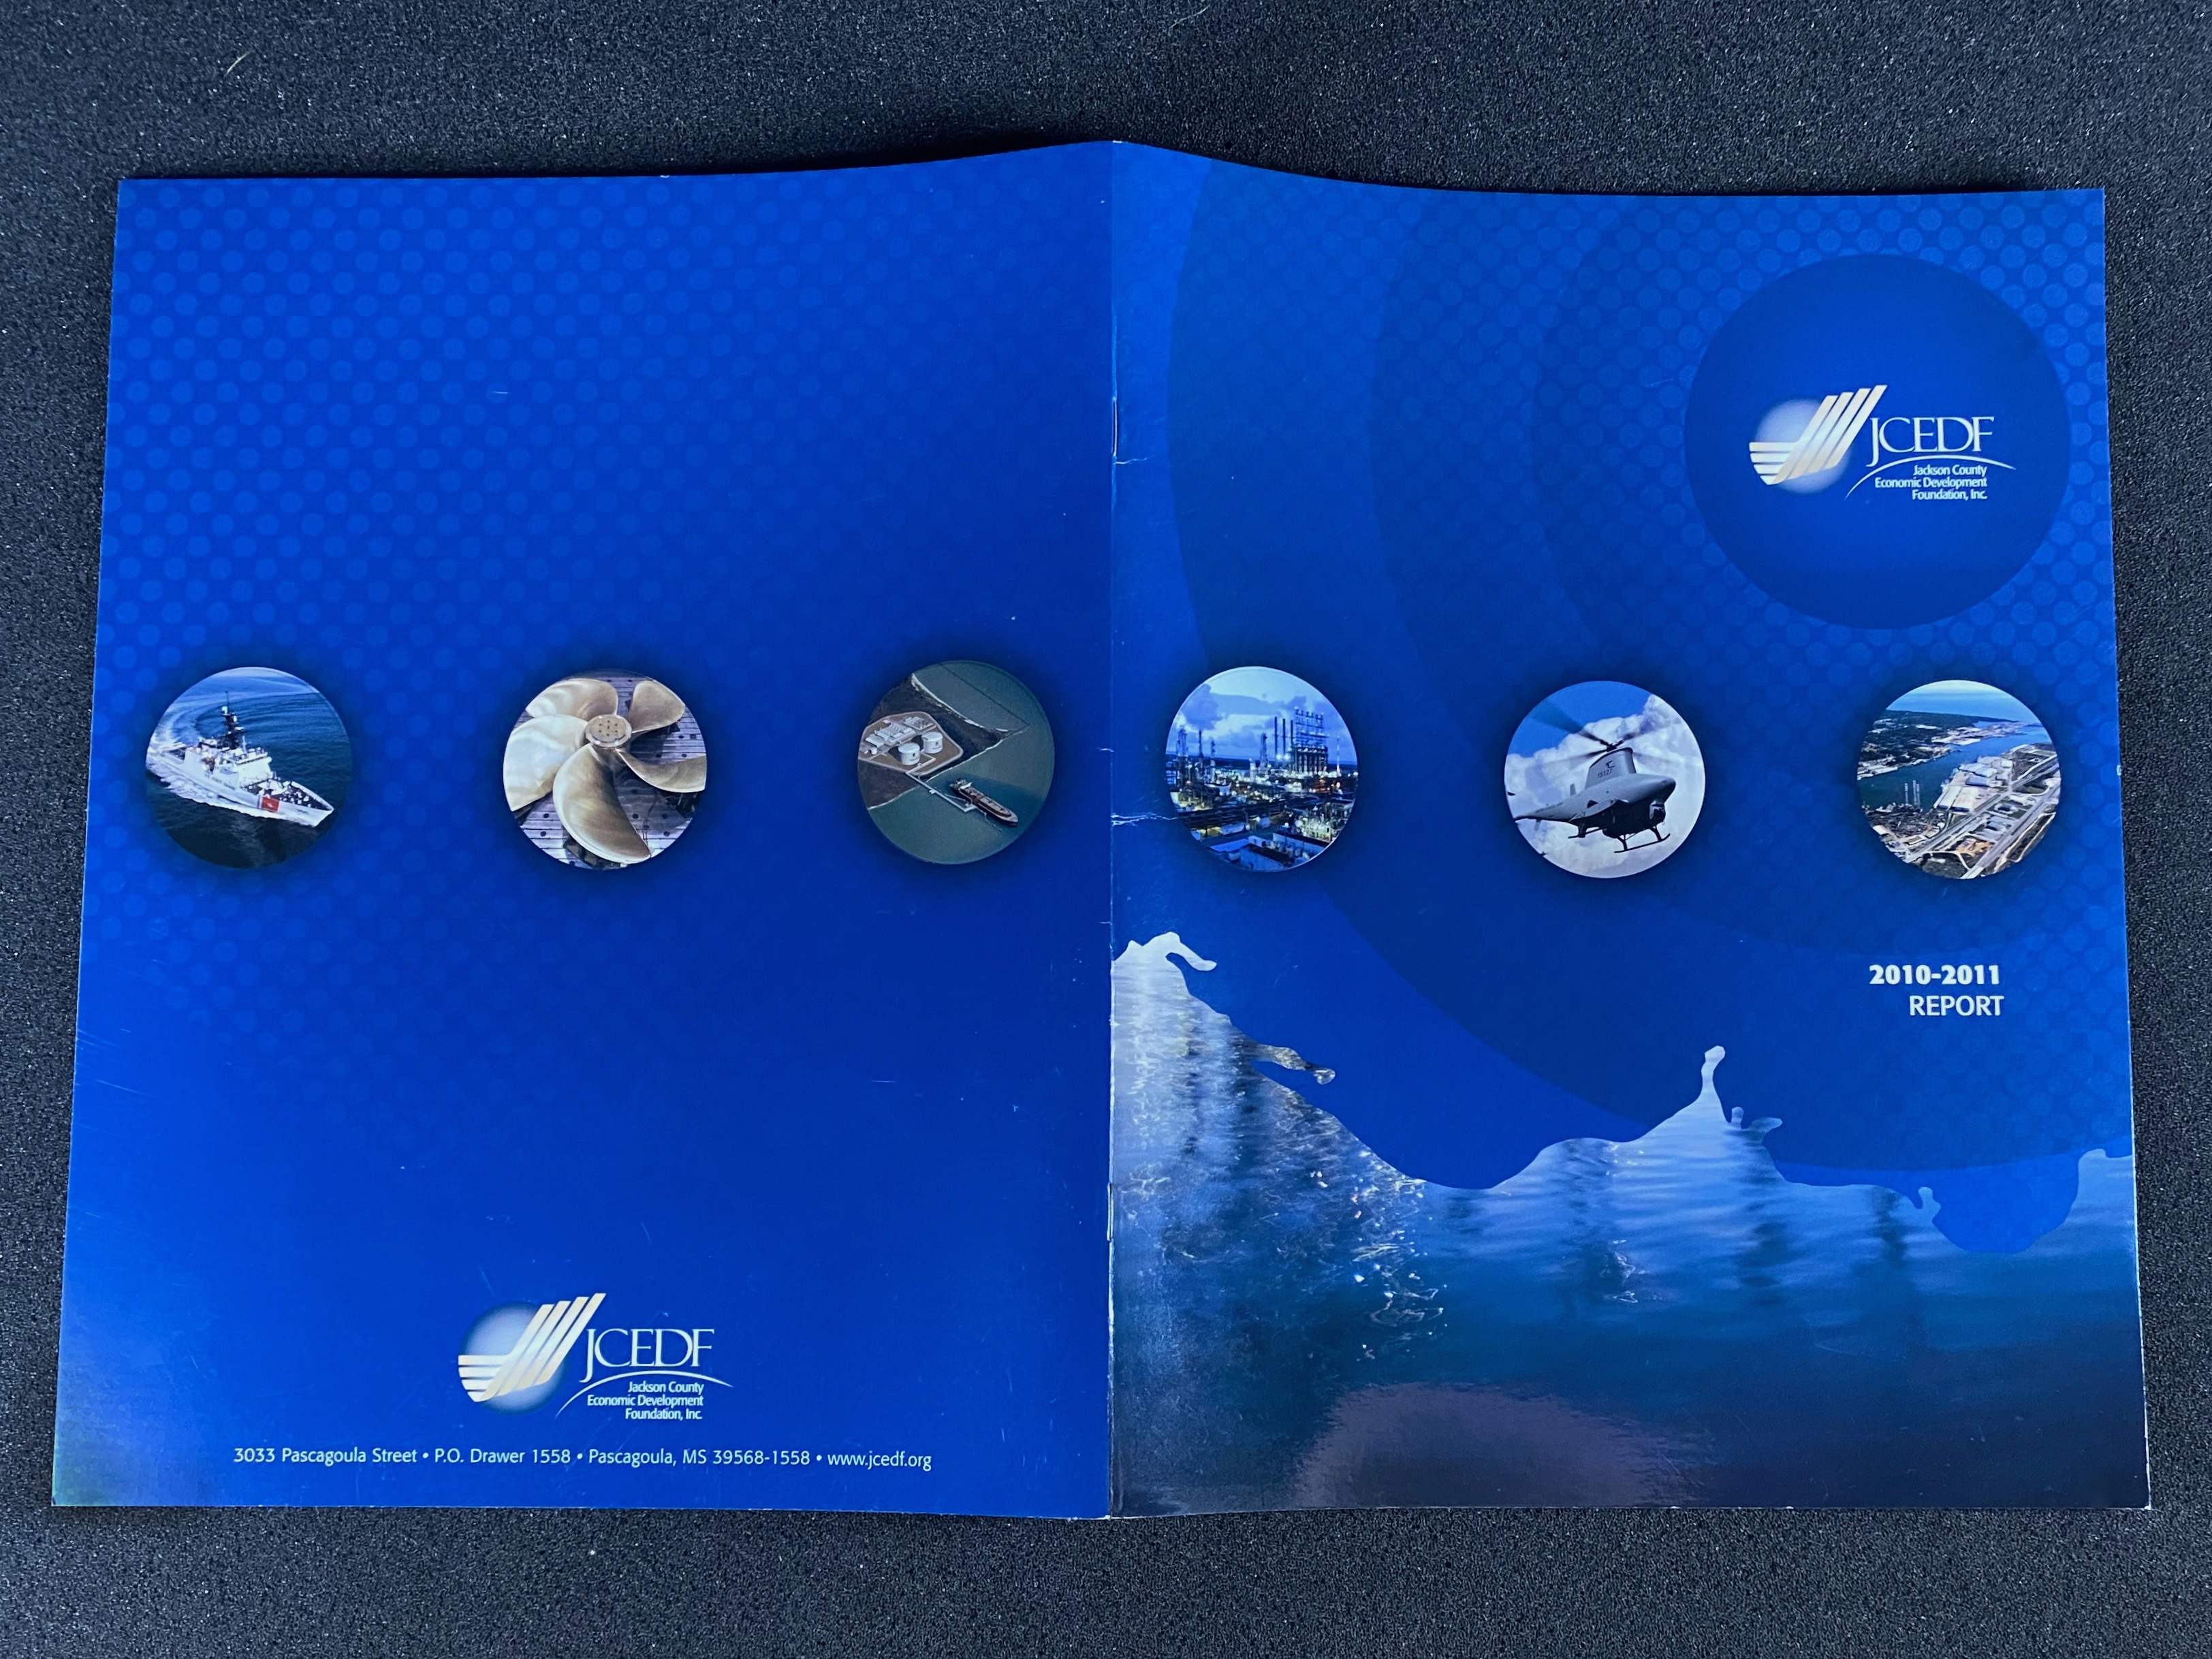 JCEDF
Jackson County
Economic Development
Foundation, Inc.
3033 Pascagoula Street • P.O. Drawer 1558 • Pascagoula, MS 39568-1558 • www.jcedf.org
JCEDF
Jackson County
Economic Development
Foundation, Inc.
2010-2011
REPORT